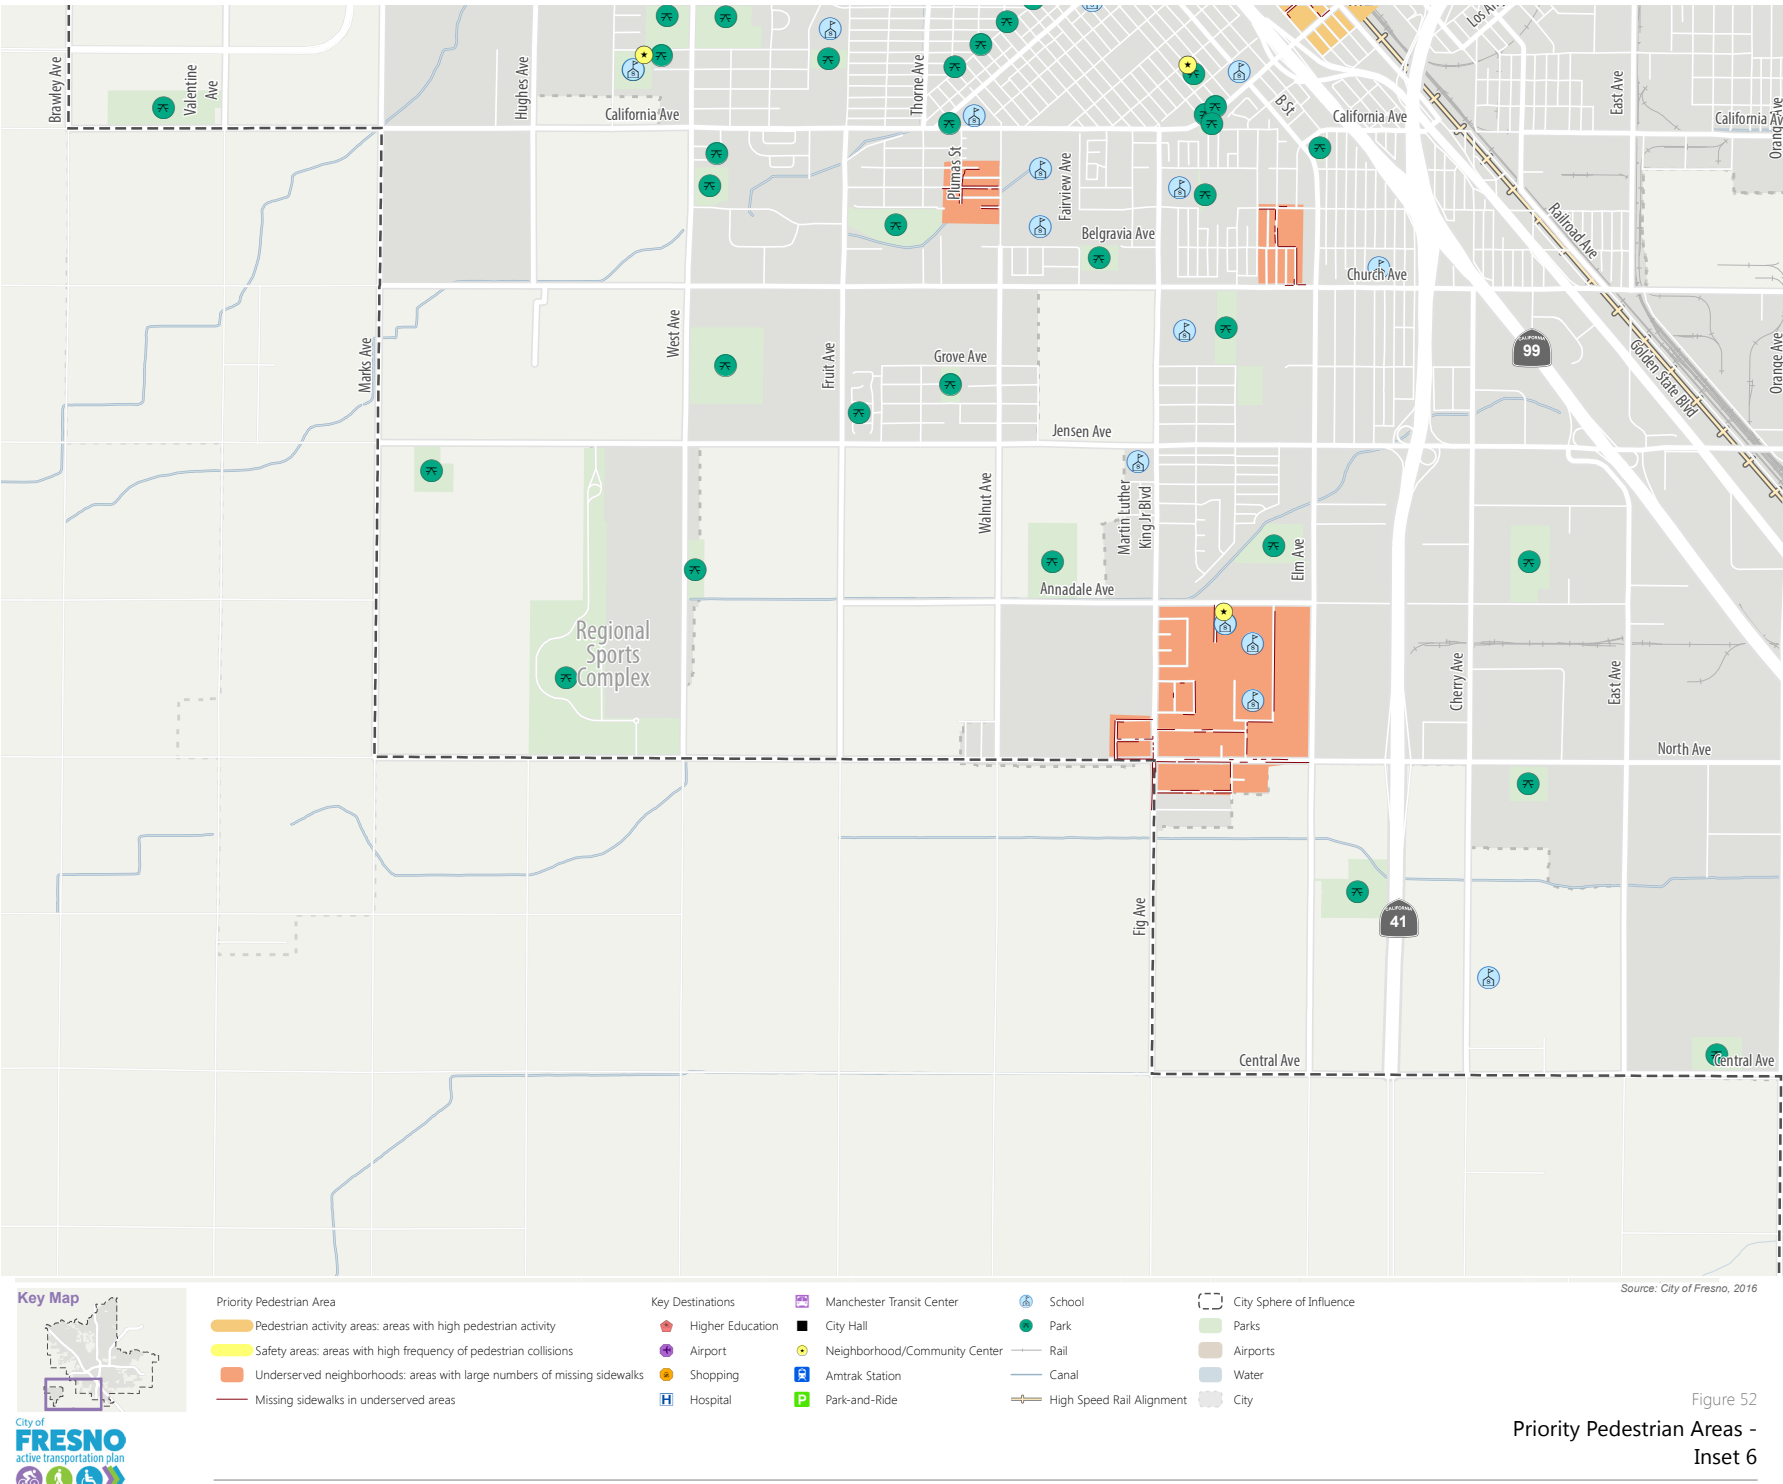 Los An
Brawley Ave
Valentine
Ave
Hughes Ave
California Ave
Thorne Ave
B St
California Ave
East Ave
California Av
Orange Ave
Plumas St
Fairview Ave
Belgravia Ave
Railroad Ave
Church Ave
Marks Ave
West Ave
Fruit Ave
Grove Ave
CALIFORNIA
99
Golden State Blvd
Orange Ave
Jensen Ave
Walnut Ave
Martin Luther
King Jr Blvd
Elm Ave
Annadale Ave
Regional
Sports
Complex
Cherry Ave
East Ave
North Ave
Fig Ave
CALIFORNIA
41
Central Ave
Central Ave
Source: City of Fresno, 2016
Key Map
Priority Pedestrian Area
Pedestrian activity areas: areas with high pedestrian activity
Safety areas: areas with high frequency of pedestrian collisions
Underserved neighborhoods: areas with large numbers of missing sidewalks
Missing sidewalks in underserved areas
Key Destinations
Higher Education
Airport
Shopping
H Hospital
Manchester Transit Center
City Hall
Neighborhood/Community Center
Amtrak Station
P Park-and-Ride
School
Park
Rail
Canal
High Speed Rail Alignment
City Sphere of Influence
Parks
Airports
Water
City
City of
FRESNO
active transportation plan
Figure 52
Priority Pedestrian Areas -
Inset 6